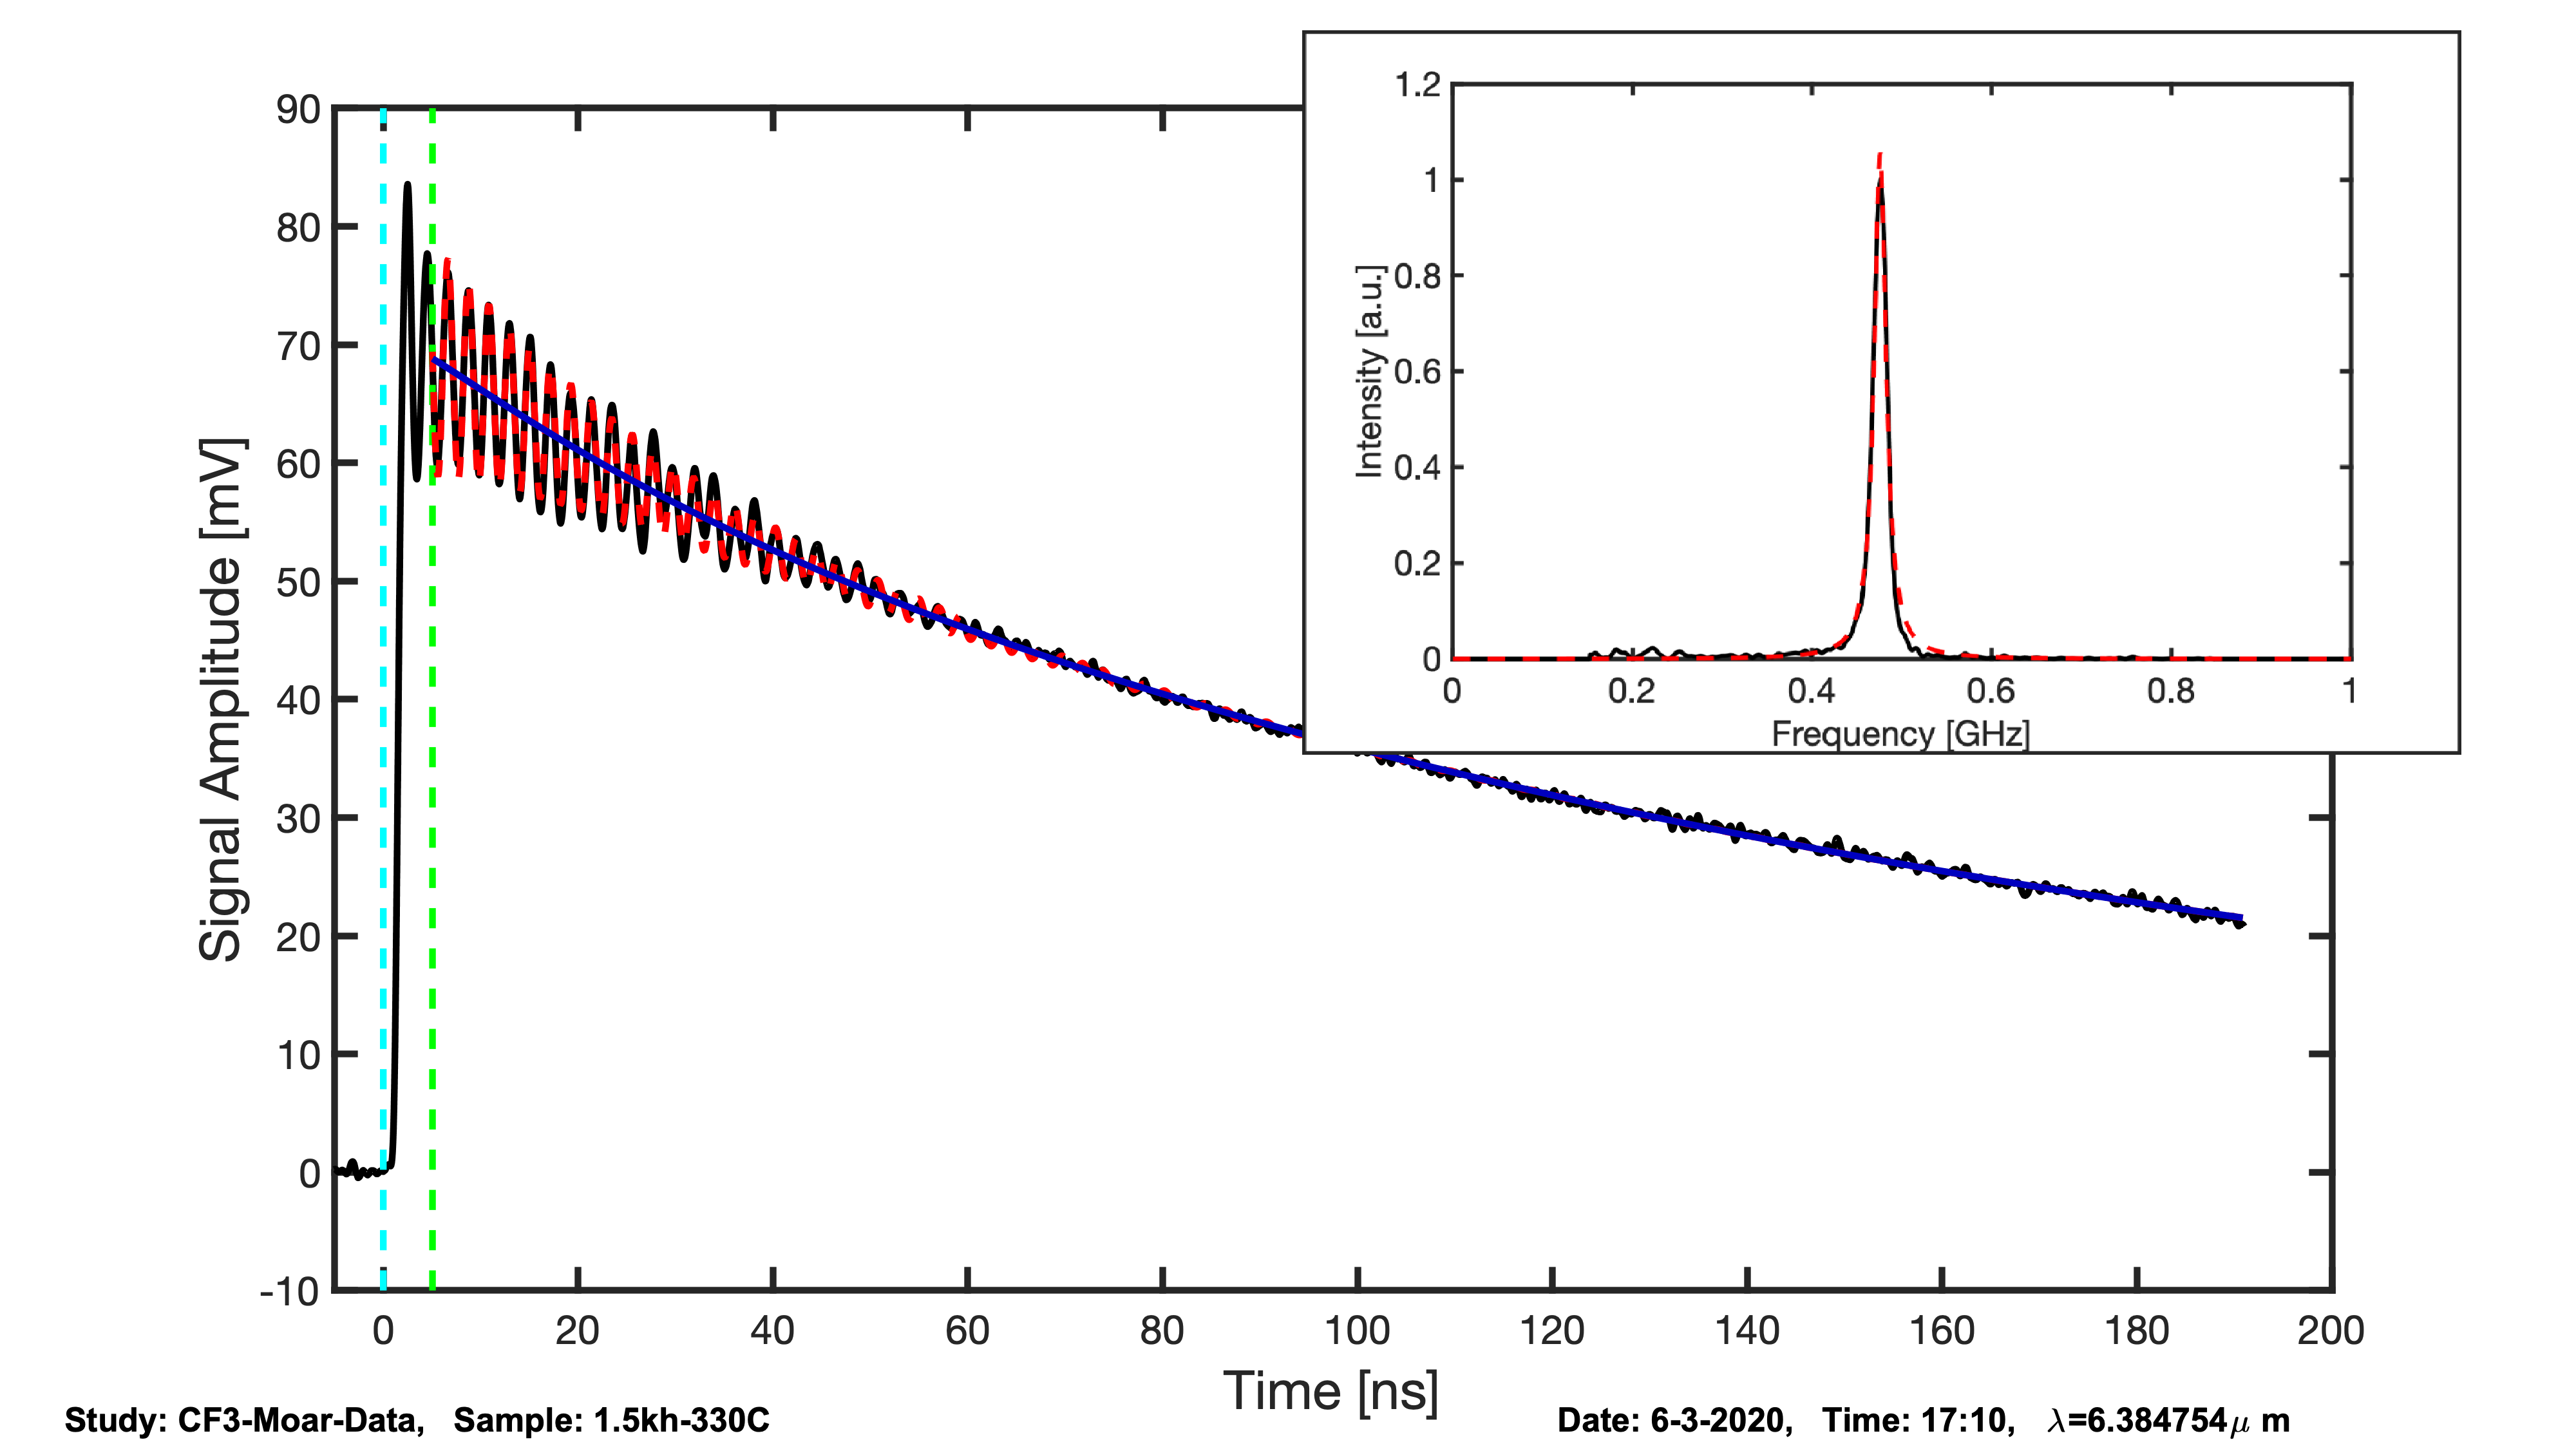 90
80
70
60
50
40
30
20
10
0
-10
Signal Amplitude [mV]
0 20 40 60 80 100 120 140 160 180 200
Time [ns]
1.2
1
0.8
0.6
0.4
0.2
0
Intensity [a.u.]
0 0.2 0.4 0.6 0.8 1
Frequency [GHz]
Study: CF3-Moar-Data, Sample: 1.5kh-330C
Date: 6-3-2020, Time: 17:10, λ=6.384754μ m